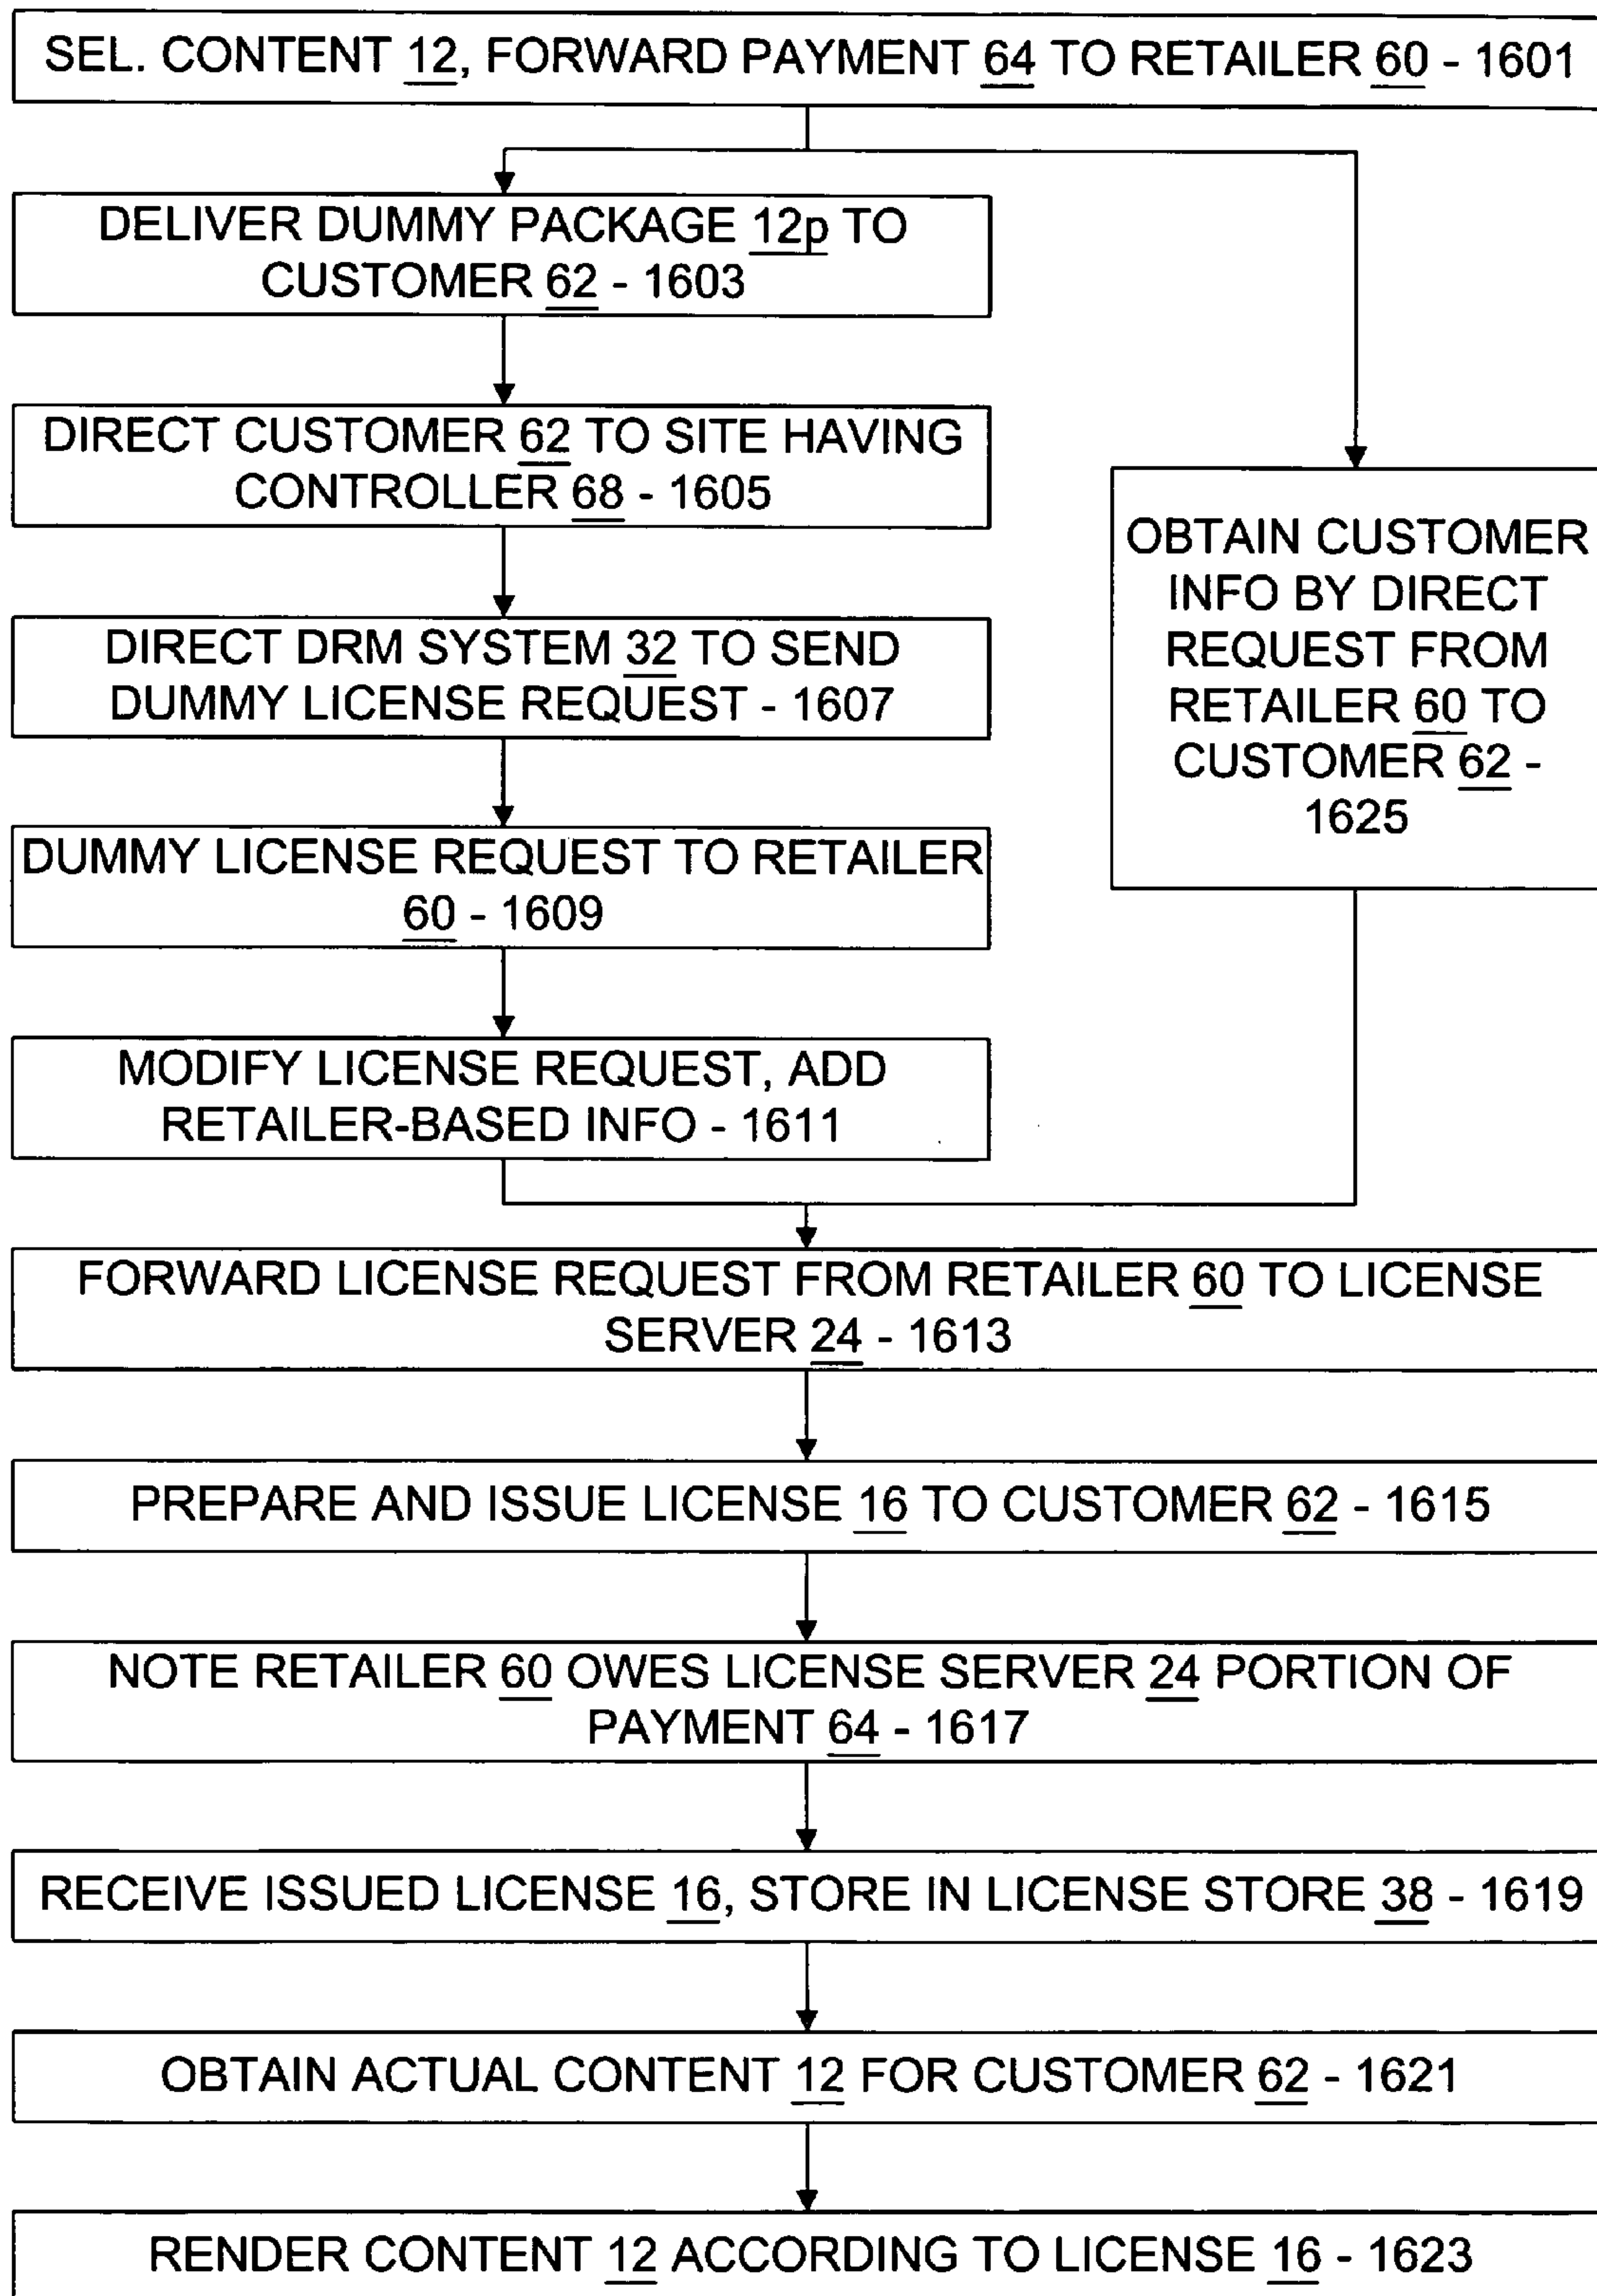 SEL. CONTENT 12, FORWARD PAYMENT 64 TO RETAILER 60 - 1601
DELIVER DUMMY PACKAGE 12p TO
CUSTOMER 62 - 1603
DIRECT CUSTOMER 62 TO SITE HAVING
CONTROLLER 68 - 1605
DIRECT DRM SYSTEM 32 TO SEND
DUMMY LICENSE REQUEST - 1607
DUMMY LICENSE REQUEST TO RETAILER
60 - 1609
MODIFY LICENSE REQUEST, ADD
RETAILER-BASED INFO - 1611
OBTAIN CUSTOMER
INFO BY DIRECT
REQUEST FROM
RETAILER 60 TO
CUSTOMER 62 -
1625
FORWARD LICENSE REQUEST FROM RETAILER 60 TO LICENSE
SERVER 24 - 1613
PREPARE AND ISSUE LICENSE 16 TO CUSTOMER 62 - 1615
NOTE RETAILER 60 OWES LICENSE SERVER 24 PORTION OF
PAYMENT 64 - 1617
RECEIVE ISSUED LICENSE 16, STORE IN LICENSE STORE 38 - 1619
OBTAIN ACTUAL CONTENT 12 FOR CUSTOMER 62 - 1621
RENDER CONTENT 12 ACCORDING TO LICENSE 16 - 1623